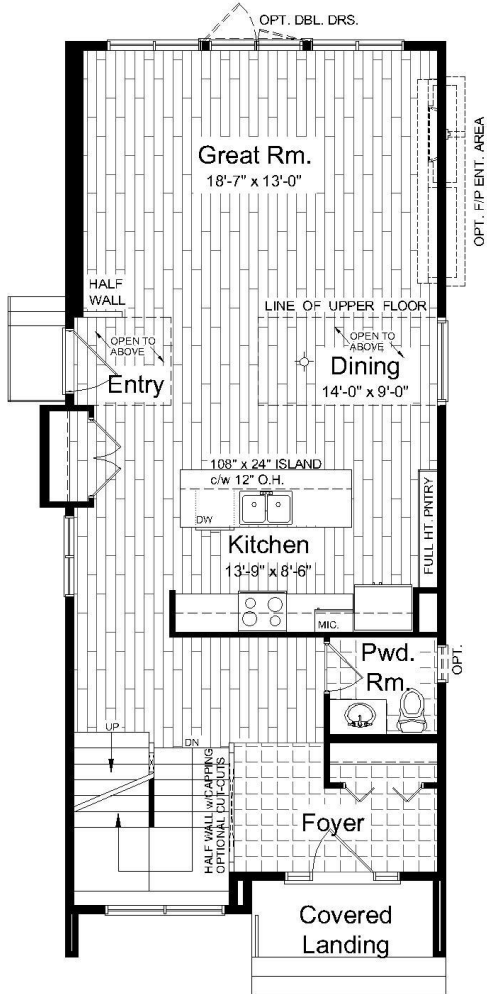 OPT. DBL. DRS.
Great Rm.
18'-7" x 13'-0"
OPT. F/P ENT. AREA
HALF
WALL
LINE OF UPPER FLOOR
OPEN TO
ABOVE
Entry
OPEN TO
ABOVE
Dining
14'-0" x 9'-0"
108" x 24" ISLAND
c/w 12" O.H.
DW
FULL HT. PNTRY
Kitchen
13'-9" x 8'-6"
MIC.
Pwd.
Rm.
OPT.
UP
DN
HALF WALL w/CAPPING
OPTIONAL CUT-OUTS
Foyer
Covered
Landing